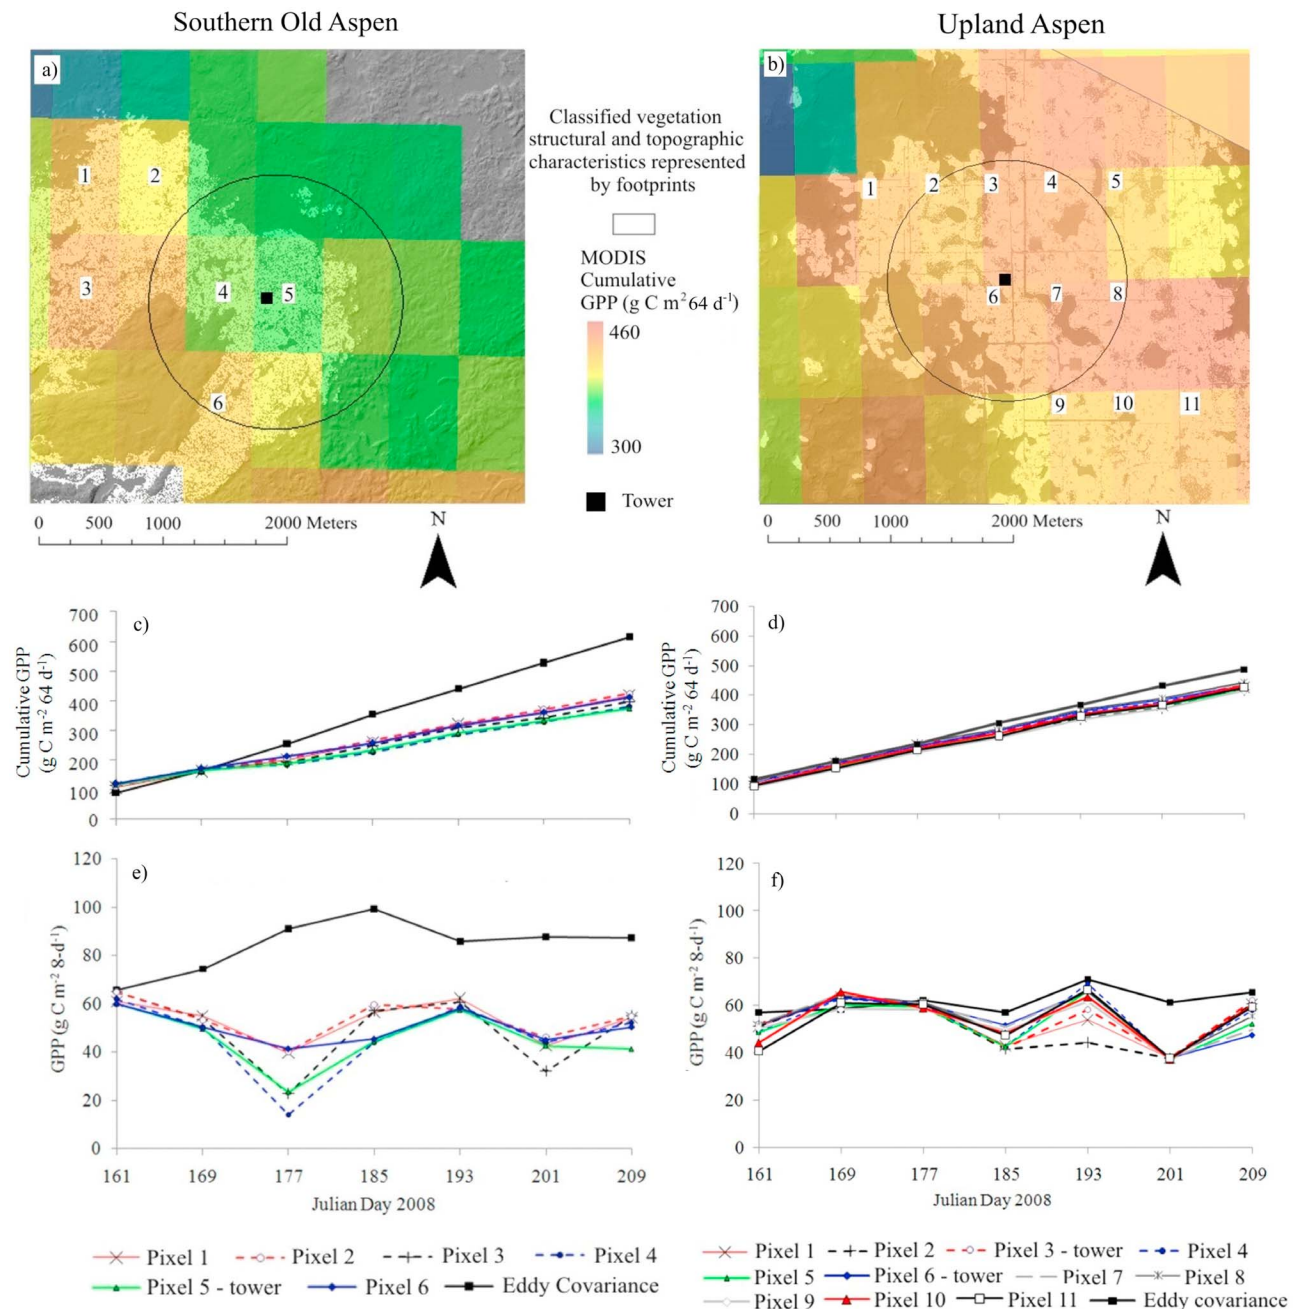 Southern Old Aspen
Upland Aspen
a)
1
2
3
4
5
6
Classified vegetation
structural and topographic
characteristics represented
by footprints
MODIS
Cumulative
GPP (g C m² 64 d⁻¹)
460
300
Tower
b)
1
2
3
4
5
6
7
8
9
10
11
0 500 1000 2000 Meters
N
0 500 1000 2000 Meters
N
c)
Cumulative GPP
(g C m⁻² 64 d⁻¹)
700
600
500
400
300
200
100
0
d)
Cumulative GPP
(g C m⁻² 64 d⁻¹)
700
600
500
400
300
200
100
0
e)
GPP (g C m⁻² 8-d⁻¹)
120
100
80
60
40
20
0
161 169 177 185 193 201 209
Julian Day 2008
f)
GPP (g C m⁻² 8-d⁻¹)
120
100
80
60
40
20
0
161 169 177 185 193 201 209
Julian Day 2008
Pixel 1 Pixel 2 Pixel 3 Pixel 4
Pixel 5 - tower Pixel 6 Eddy Covariance
Pixel 1 Pixel 2 Pixel 3 - tower Pixel 4
Pixel 5 Pixel 6 - tower Pixel 7 Pixel 8
Pixel 9 Pixel 10 Pixel 11 Eddy covariance